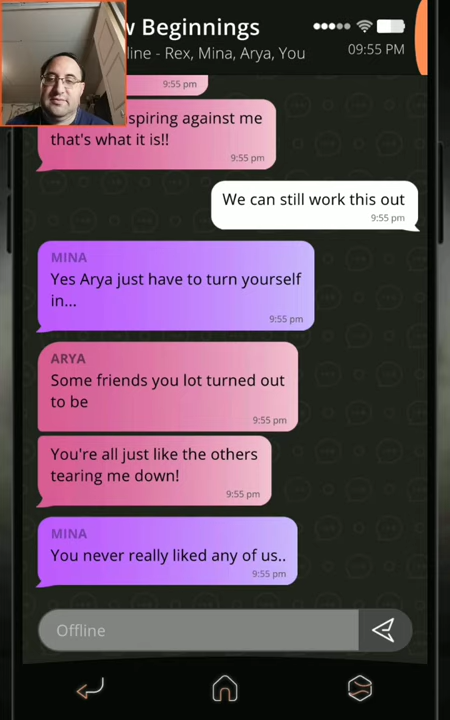 w Beginnings
line - Rex, Mina, Arya, You
09:55 PM
9:55 pm
spiring against me
that's what it is!!
9:55 pm
We can still work this out
9:55 pm
MINA
Yes Arya just have to turn yourself
in...
9:55 pm
ARYA
Some friends you lot turned out
to be
9:55 pm
You're all just like the others
tearing me down!
9:55 pm
MINA
You never really liked any of us..
9:55 pm
Offline